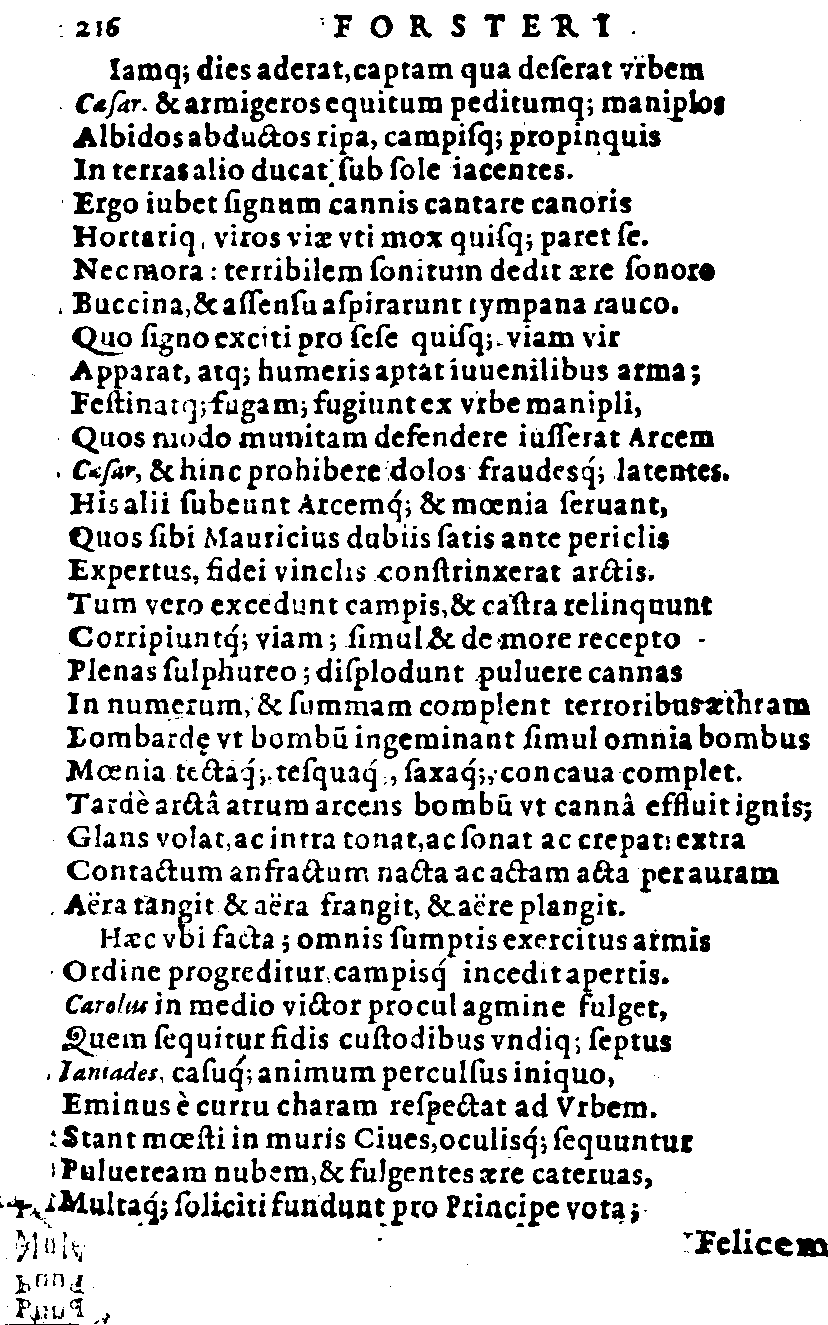 216 FORSTERI.
Iamq; dies aderat, captam qua deſerat vrbem
Cæſar. & armigeros equitum peditumq; maniplos
Albidos abductos ripa, campiſq; propinquis
In terras alio ducat ſub ſole iacentes.
Ergo iubet ſignum cannis cantare canoris
Hortariq, viros viæ vti mox quiſq; paret ſe.
Nec mora: terribilem ſonitum dedit ære ſonoro
Buccina, & aſſenſu aſpirarunt tympana rauco.
Quo ſigno exciti pro ſeſe quiſq; viam vir
Apparat, atq; humeris aptat iuuenilibus arma;
Feſtinatq; fugam; fugiunt ex vrbe manipli,
Quos modo munitam defendere iuſſerat Arcem
Cæſar, & hinc prohibere dolos fraudesq́; latentes.
His alii ſubeunt Arcemq́; & mœnia ſeruant,
Quos ſibi Mauricius dubiis ſatis ante periclis
Expertus, fidei vinclis conſtrinxerat arctis.
Tum vero excedunt campis, & caſtra relinquunt
Corripiuntq́; viam; ſimul & de more recepto
Plenas ſulphureo; diſplodunt puluere cannas
In numerum, & ſummam complent terroribus æthram
Lombardę vt bombū ingeminant ſimul omnia bombus
Mœnia tectaq́; teſquaq́, ſaxaq́; concaua complet.
Tardè arctâ atrum arcens bombū vt cannâ effluit ignis;
Glans volat, ac intra tonat, ac ſonat ac crepat extra
Contactum anfractum nacta ac actam acta per auram
Aëra tangit & aëra frangit, & aëre plangit.
Hæc vbi facta; omnis ſumptis exercitus armis
Ordine progreditur, campisq́ incedit apertis.
Carolus in medio victor procul agmine fulget,
Quem ſequitur fidis cuſtodibus vndiq; ſeptus
Ianiades, caſuq́; animum perculſus iniquo,
Eminus è curru charam reſpectat ad Vrbem.
Stant mœſti in muris Ciues, oculisq́; ſequuntur
Pulueream nubem, & fulgentes ære cateruas,
Multaq́; ſoliciti fundunt pro Principe vota;
Felicem